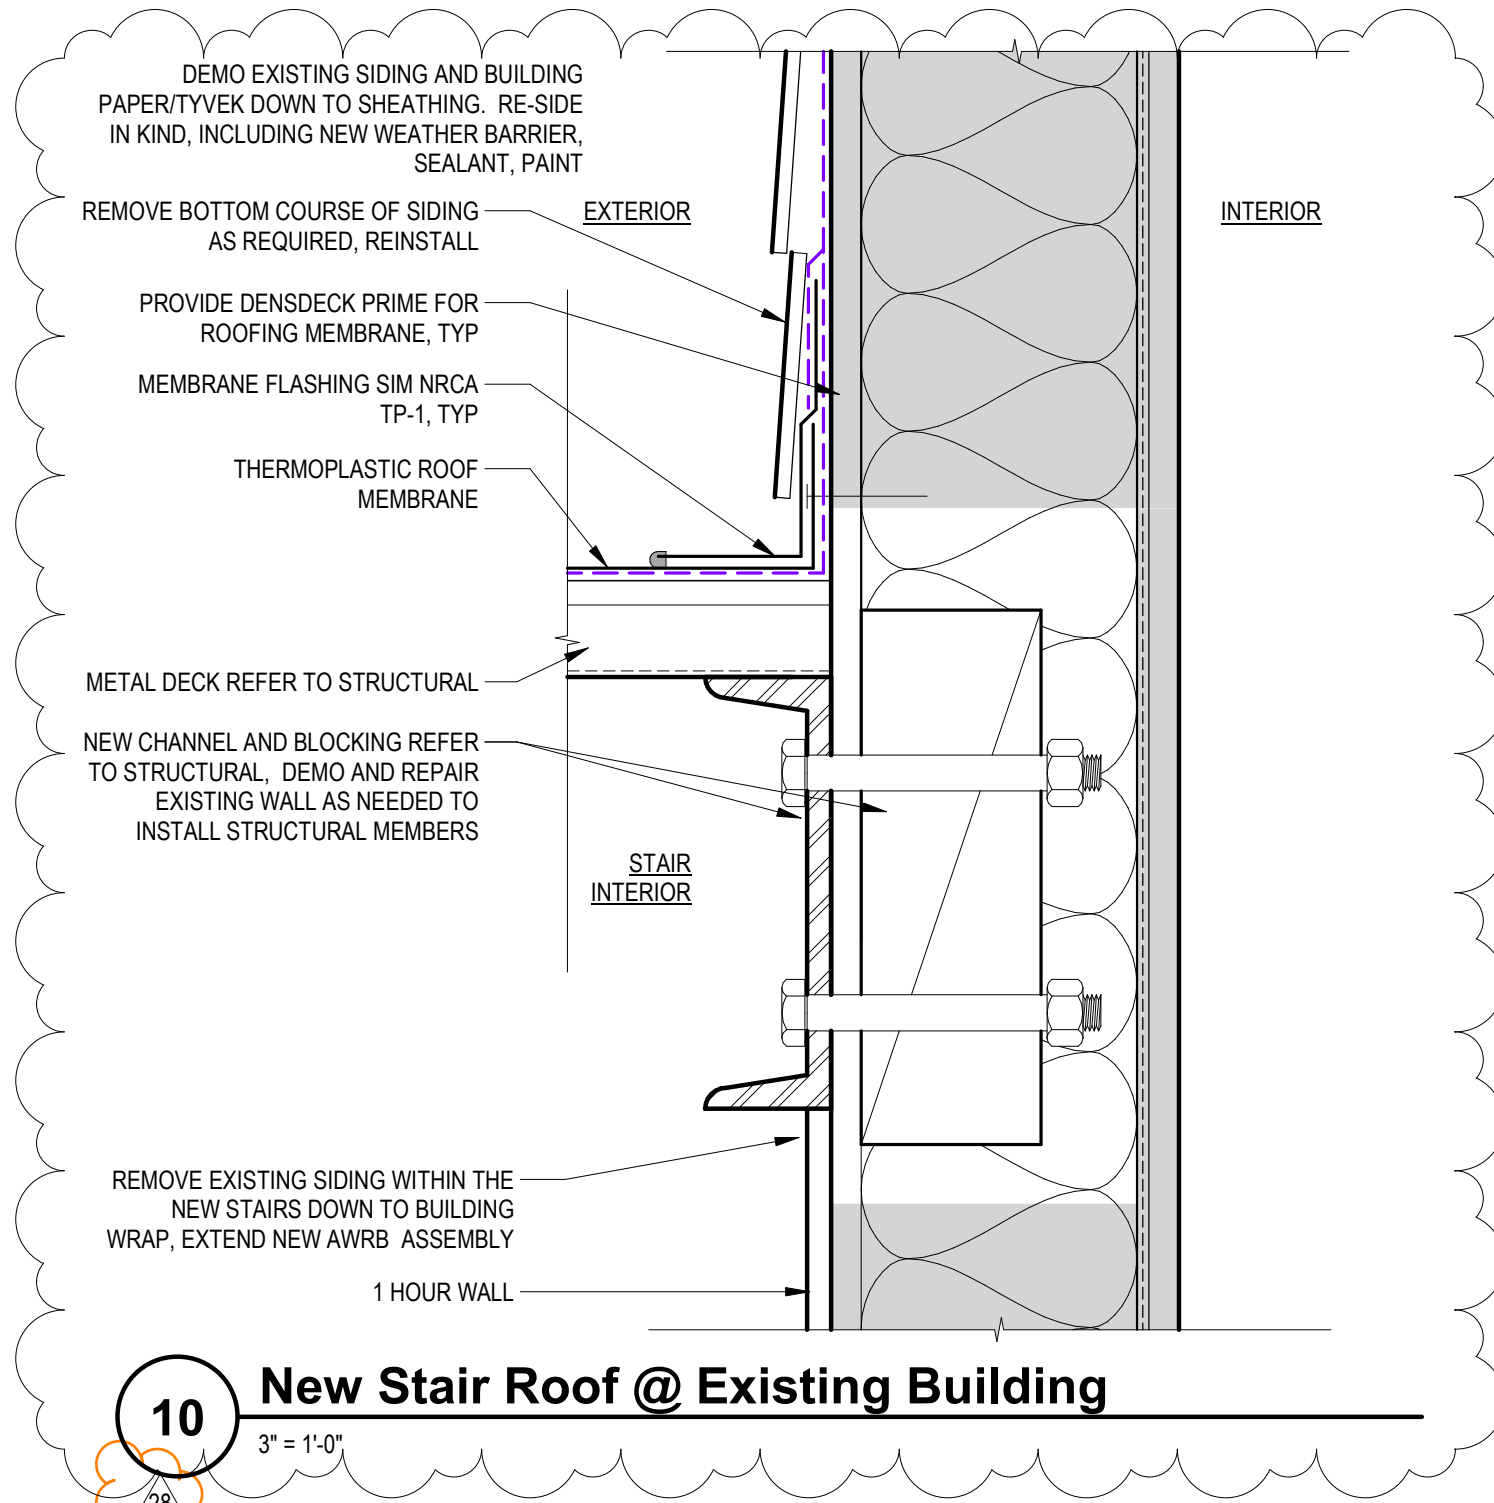 DEMO EXISTING SIDING AND BUILDING
PAPER/TYVEK DOWN TO SHEATHING. RE-SIDE
IN KIND, INCLUDING NEW WEATHER BARRIER,
SEALANT, PAINT
REMOVE BOTTOM COURSE OF SIDING
AS REQUIRED, REINSTALL
EXTERIOR
INTERIOR
PROVIDE DENSDECK PRIME FOR
ROOFING MEMBRANE, TYP
MEMBRANE FLASHING SIM NRCA
TP-1, TYP
THERMOPLASTIC ROOF
MEMBRANE
METAL DECK REFER TO STRUCTURAL
NEW CHANNEL AND BLOCKING REFER
TO STRUCTURAL, DEMO AND REPAIR
EXISTING WALL AS NEEDED TO
INSTALL STRUCTURAL MEMBERS
STAIR
INTERIOR
REMOVE EXISTING SIDING WITHIN THE
NEW STAIRS DOWN TO BUILDING
WRAP, EXTEND NEW AWRB ASSEMBLY
1 HOUR WALL
10
New Stair Roof @ Existing Building
3" = 1'-0"
28